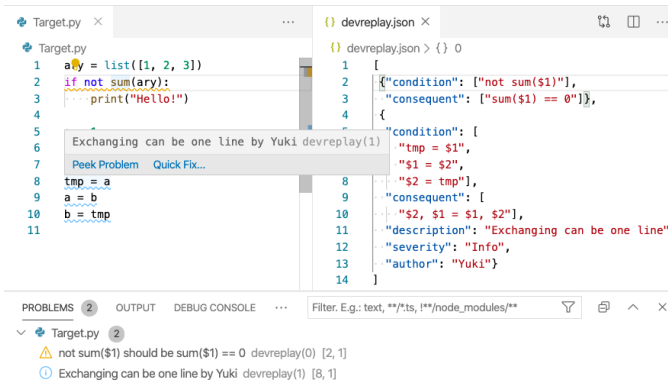 Target.py
Target.py
1 ary = list([1, 2, 3])
2 if not sum(ary):
3 ····print("Hello!")
4
5
6
7
8 tmp = a
9 a = b
10 b = tmp
11
Exchanging can be one line by Yuki devreplay(1)
Peek Problem Quick Fix...
{} devreplay.json
{} devreplay.json > {} 0
1 [
2 {"condition": ["not sum($1)"],
3 "consequent": ["sum($1) == 0"]},
4 {
"condition": [
"tmp = $1",
"$1 = $2",
8 "$2 = tmp"],
9 "consequent": [
10 "$2, $1 = $1, $2"],
11 "description": "Exchanging can be one line"
12 "severity": "Info",
13 "author": "Yuki"}
14 ]
PROBLEMS 2 OUTPUT DEBUG CONSOLE ··· Filter. E.g.: text, **/*.ts, !**/node_modules/**
Target.py 2
not sum($1) should be sum($1) == 0 devreplay(0) [2, 1]
Exchanging can be one line by Yuki devreplay(1) [8, 1]